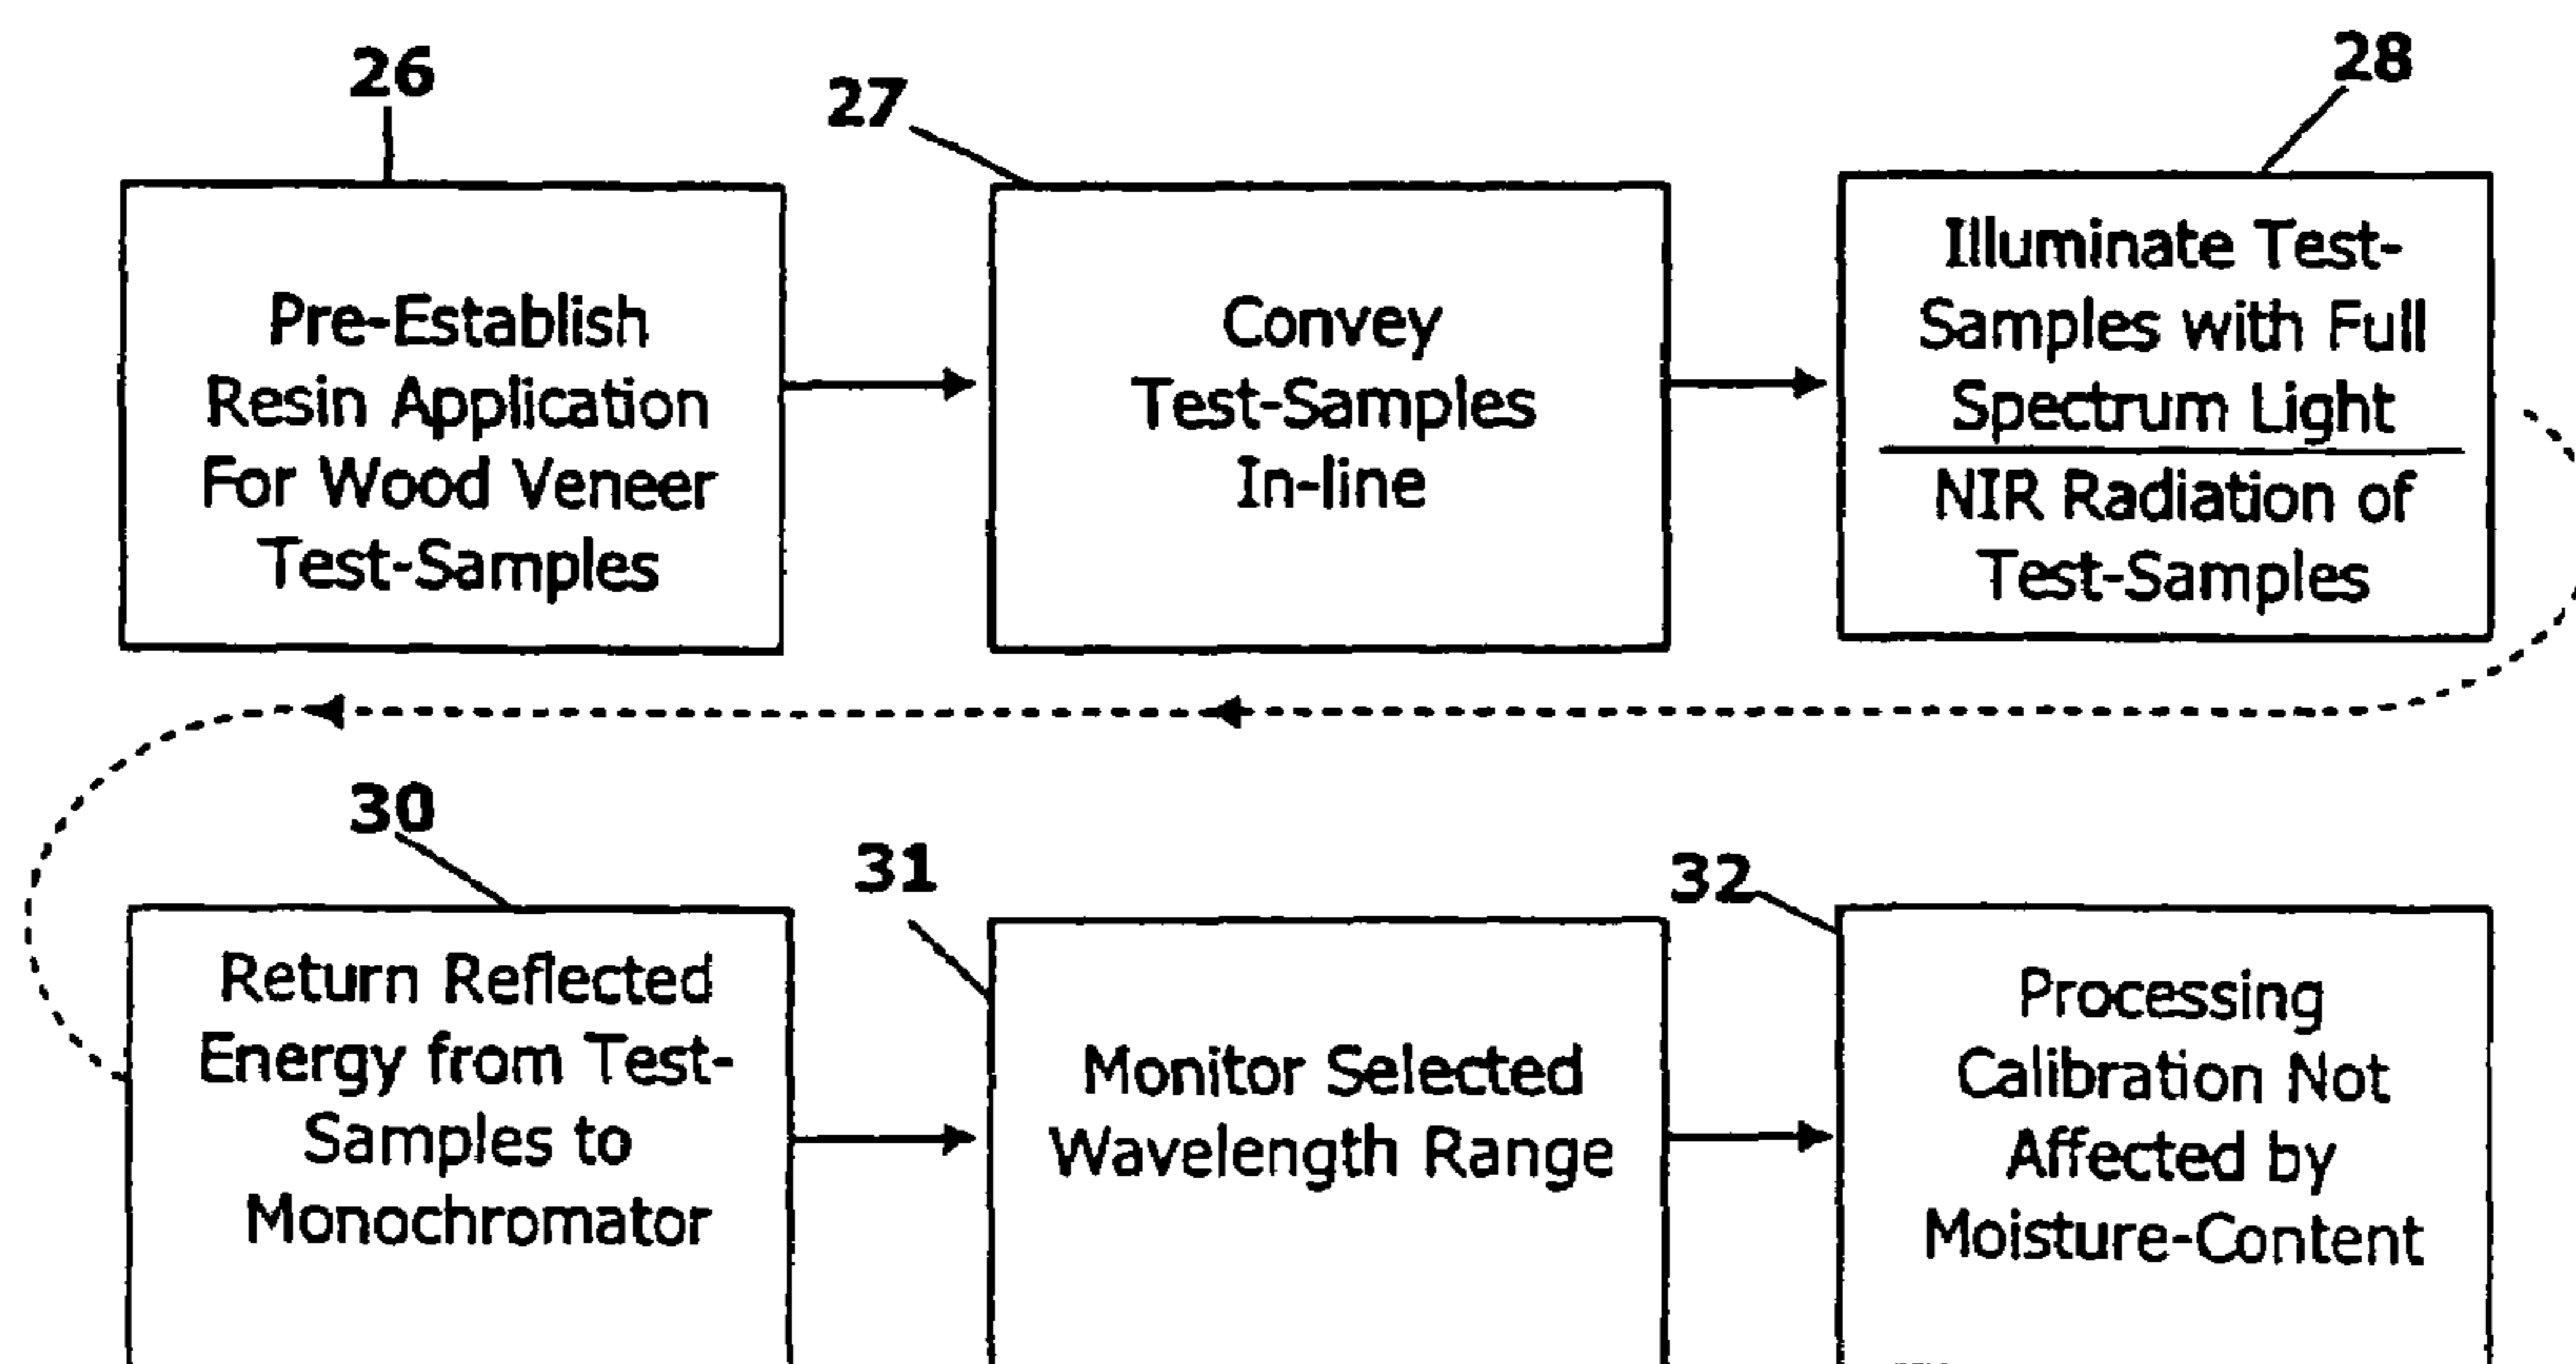 26
27
28
Pre-Establish
Resin Application
For Wood Veneer
Test-Samples
Convey
Test-Samples
In-line
Illuminate Test-
Samples with Full
Spectrum Light
NIR Radiation of
Test-Samples
30
31
32
Return Reflected
Energy from Test-
Samples to
Monochromator
Monitor Selected
Wavelength Range
Processing
Calibration Not
Affected by
Moisture-Content